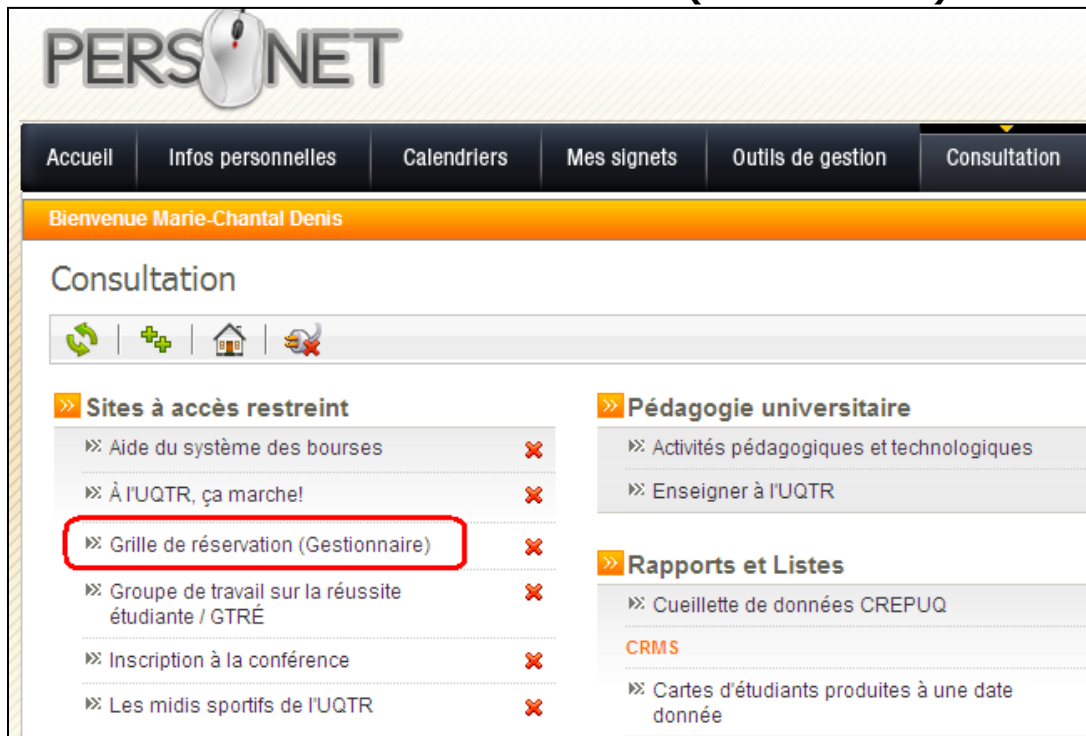 PERSONET
Accueil Infos personnelles Calendriers Mes signets Outils de gestion Consultation
Bienvenue Marie-Chantal Denis
Consultation
Sites à accès restreint
Aide du système des bourses
À l'UQTR, ça marche!
Grille de réservation (Gestionnaire)
Groupe de travail sur la réussite
étudiante / GTRÉ
Inscription à la conférence
Les midis sportifs de l'UQTR
Pédagogie universitaire
Activités pédagogiques et technologiques
Enseigner à l'UQTR
Rapports et Listes
Cueillette de données CREPUQ
CRMS
Cartes d'étudiants produites à une date
donnée